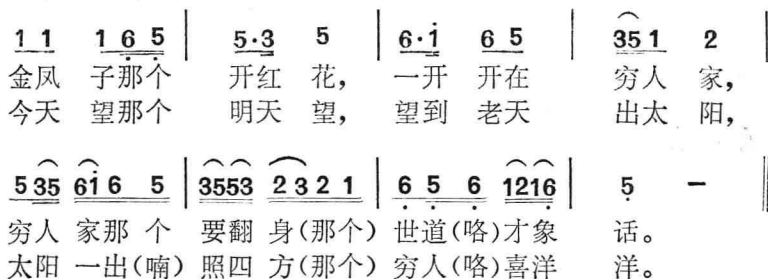 1 1 1 6 5 | 5·3 5 | 6·i 6 5 | 35 1 2 |
金凤 子那个 开红 花， 一开 开在 穷人 家，
今天 望那个 明天 望， 望到 老天 出太 阳，
5 35 6i 6 5 | 3553 2 3 2 1 | 6 5 6 1216 | 5 – ‖
穷人 家那 个 要翻 身(那个) 世道(咯)才象 话。
太阳 一出(喃) 照四 方(那个) 穷人(咯)喜洋 洋。